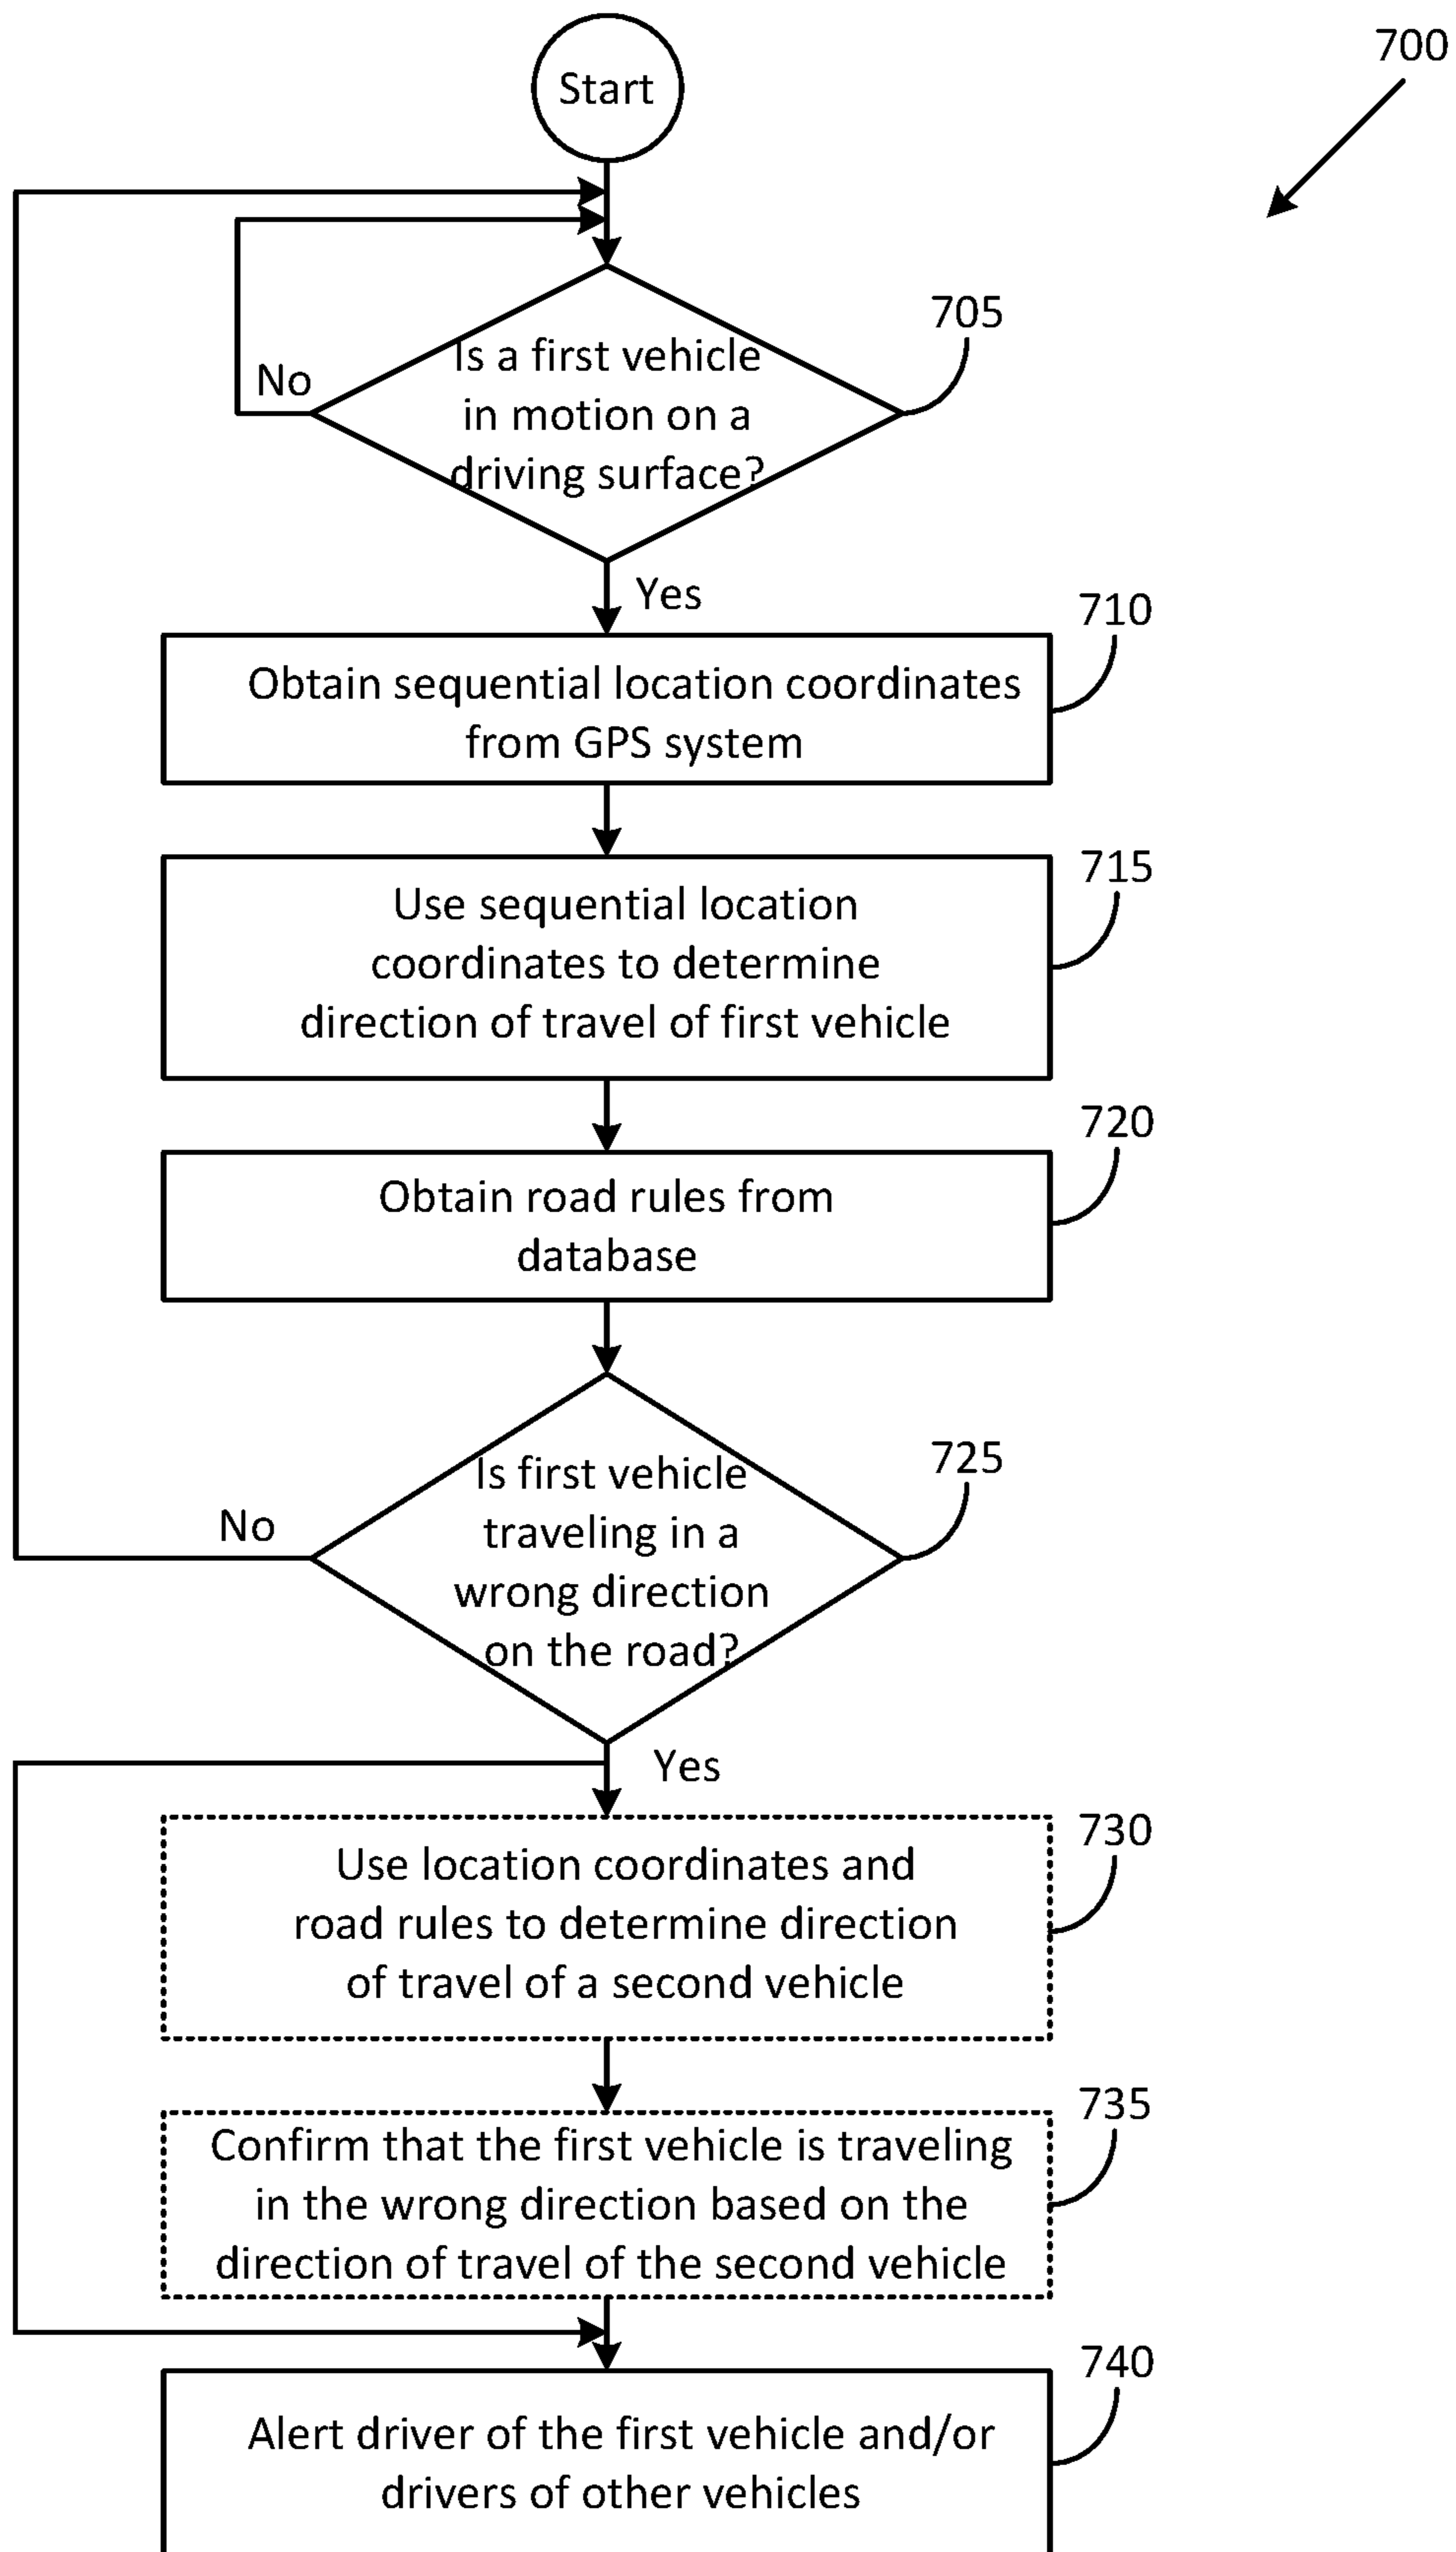 Start
700
Is a first vehicle
in motion on a
driving surface?
705
No
Yes
710
Obtain sequential location coordinates
from GPS system
715
Use sequential location
coordinates to determine
direction of travel of first vehicle
720
Obtain road rules from
database
725
Is first vehicle
traveling in a
wrong direction
on the road?
No
Yes
730
Use location coordinates and
road rules to determine direction
of travel of a second vehicle
735
Confirm that the first vehicle is traveling
in the wrong direction based on the
direction of travel of the second vehicle
740
Alert driver of the first vehicle and/or
drivers of other vehicles